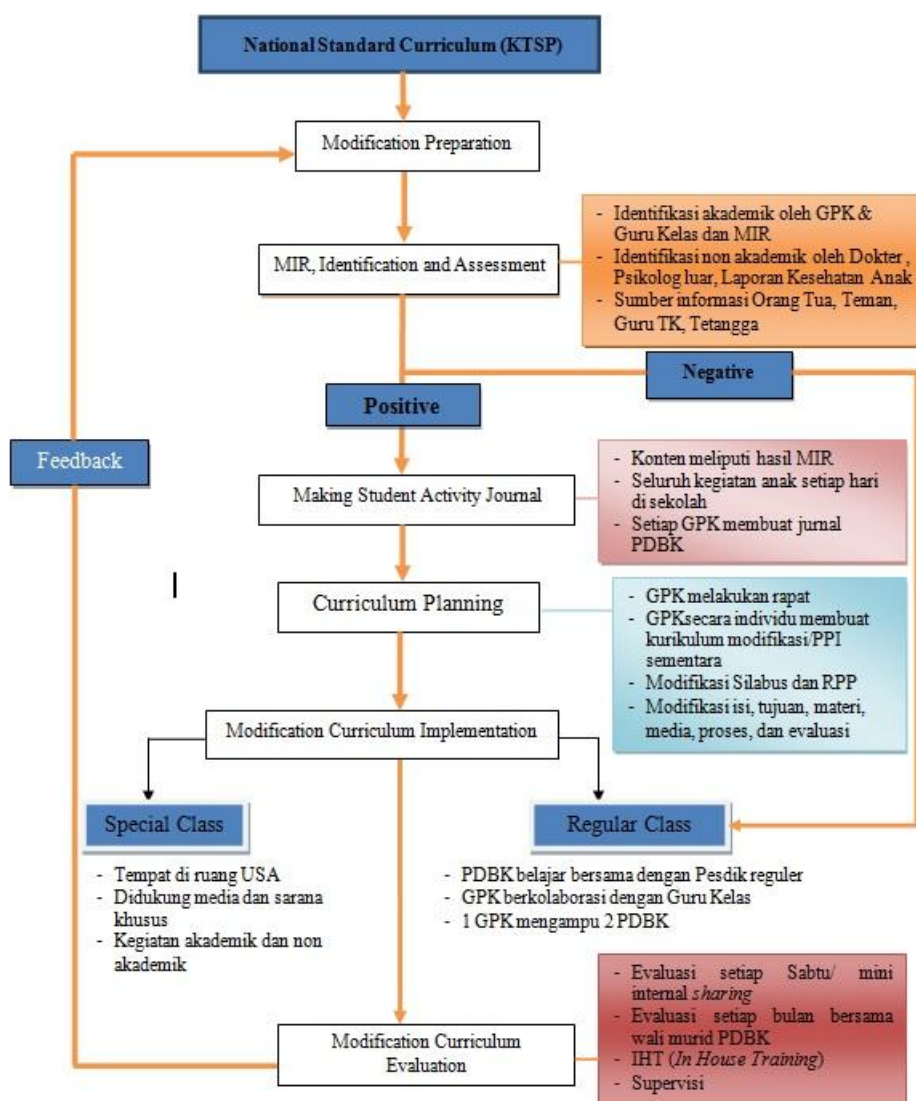 National Standard Curriculum (KTSP)
Modification Preparation
MIR, Identification and Assessment
- Identifikasi akademik oleh GPK &
Guru Kelas dan MIR
- Identifikasi non akademik oleh Dokter ,
Psikolog luar, Laporan Kesehatan Anak
- Sumber informasi Orang Tua, Teman,
Guru TK, Tetangga
Negative
Positive
Feedback
Making Student Activity Journal
- Konten meliputi hasil MIR
- Seluruh kegiatan anak setiap hari
di sekolah
- Setiap GPK membuat jurnal
PDBK
Curriculum Planning
- GPK melakukan rapat
- GPK secara individu membuat
kurikulum modifikasi/PPI
sementara
- Modifikasi Silabus dan RPP
- Modifikasi isi, tujuan, materi,
media, proses, dan evaluasi
Modification Curriculum Implementation
Special Class
- Tempat di ruang USA
- Didukung media dan sarana
khusus
- Kegiatan akademik dan non
akademik
Regular Class
- PDBK belajar bersama dengan Pesdik reguler
- GPK berkolaborasi dengan Guru Kelas
- 1 GPK mengampu 2 PDBK
Modification Curriculum
Evaluation
- Evaluasi setiap Sabtu/ mini
internal sharing
- Evaluasi setiap bulan bersama
wali murid PDBK
- IHT (In House Training)
- Supervisi